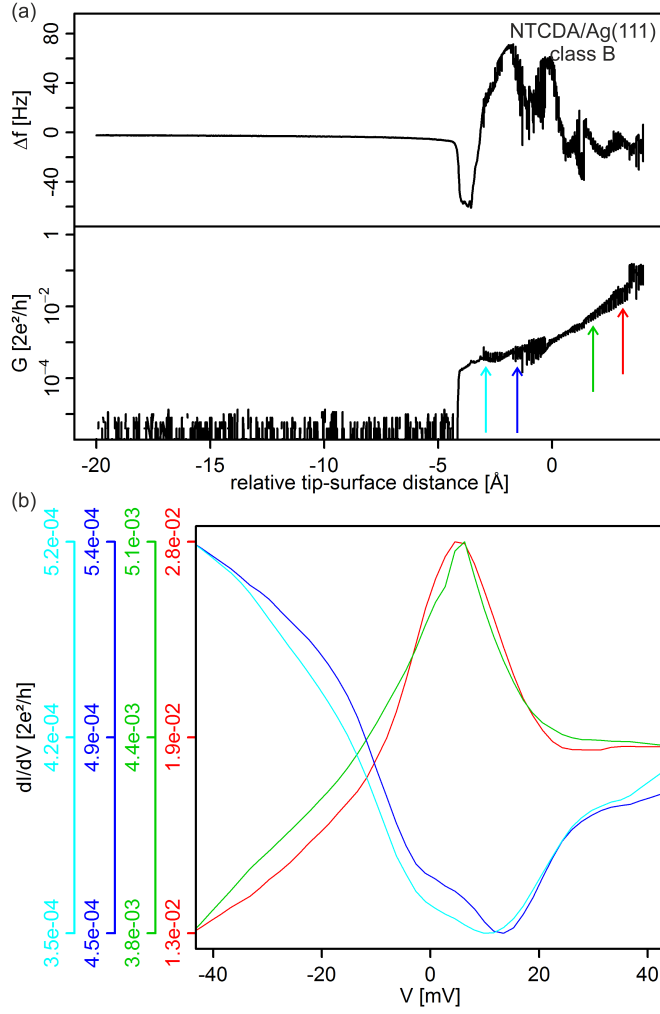 (a)
NTCDA/Ag(111)
class B
Δf [Hz]
80
40
0
-40
G [2e²/h]
1
10⁻²
10⁻⁴
-20
-15
-10
-5
0
relative tip-surface distance [Å]
(b)
dI/dV [2e²/h]
5.2e-04
4.2e-04
3.5e-04
5.4e-04
4.9e-04
4.5e-04
5.1e-03
4.4e-03
3.8e-03
2.8e-02
1.9e-02
1.3e-02
-40
-20
0
20
40
V [mV]